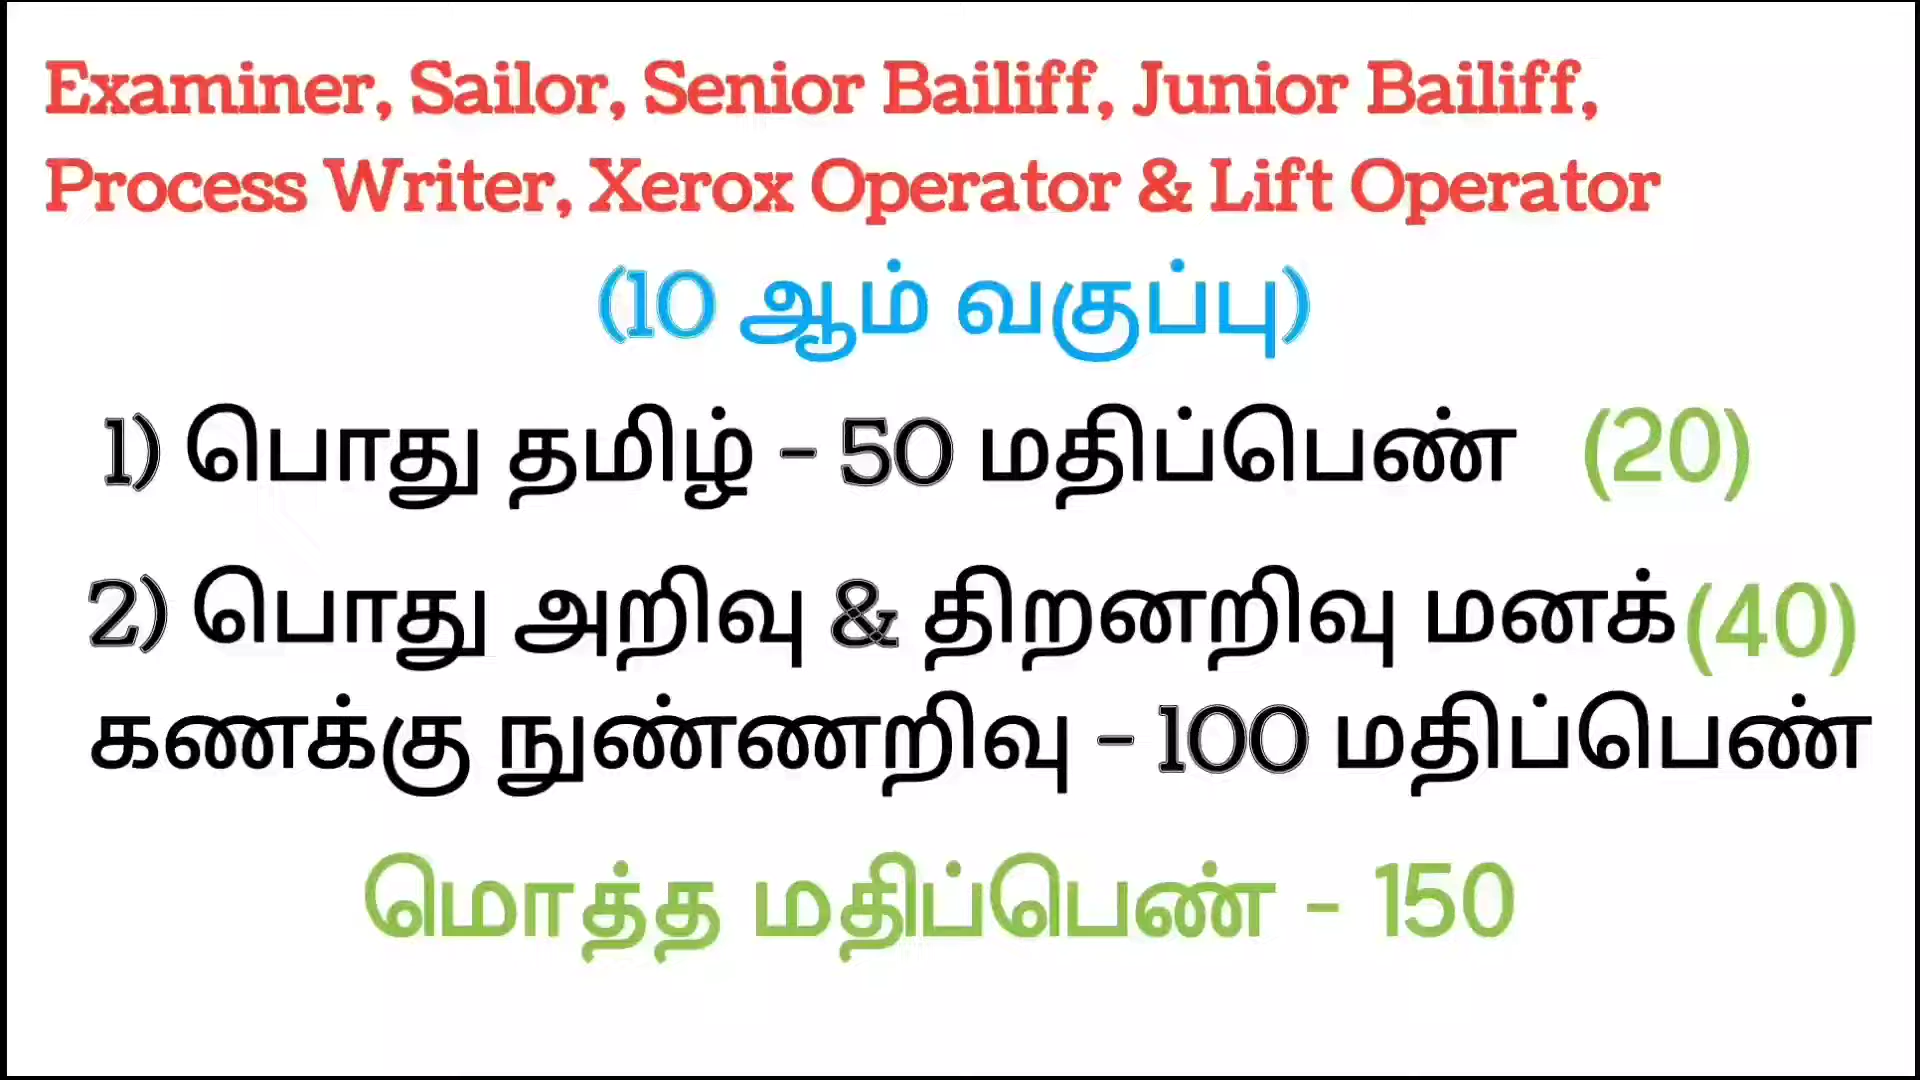 Examiner, Sailor, Senior Bailiff, Junior Bailiff,
Process Writer, Xerox Operator & Lift Operator
(10 ஆம் வகுப்பு)
1) பொது தமிழ் - 50 மதிப்பெண் (20)
2) பொது அறிவு & திறனறிவு மனக் (40)
கணக்கு நுண்ணறிவு - 100 மதிப்பெண்
மொத்த மதிப்பெண் - 150